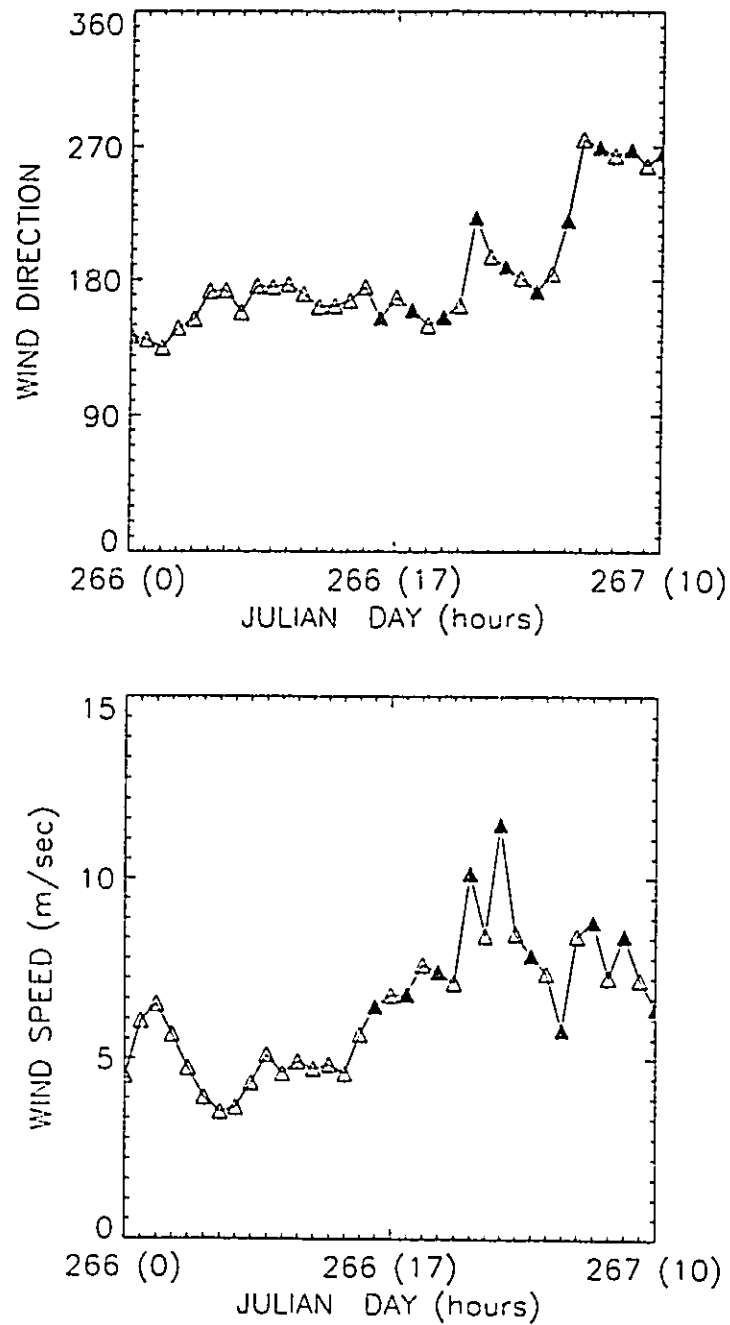 360
270
180
90
0
WIND DIRECTION
266 (0) 266 (17) 267 (10)
JULIAN DAY (hours)
15
10
5
0
WIND SPEED (m/sec)
266 (0) 266 (17) 267 (10)
JULIAN DAY (hours)